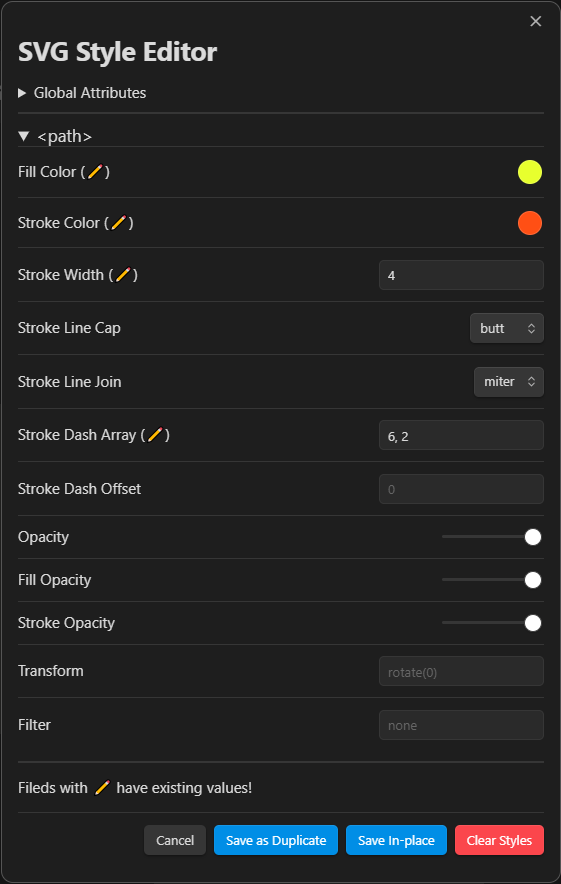 SVG Style Editor
Global Attributes
<path>
Fill Color (✏️)
Stroke Color (✏️)
Stroke Width (✏️) 4
Stroke Line Cap butt
Stroke Line Join miter
Stroke Dash Array (✏️) 6, 2
Stroke Dash Offset 0
Opacity
Fill Opacity
Stroke Opacity
Transform rotate(0)
Filter none
Fileds with ✏️ have existing values!
Cancel Save as Duplicate Save In-place Clear Styles